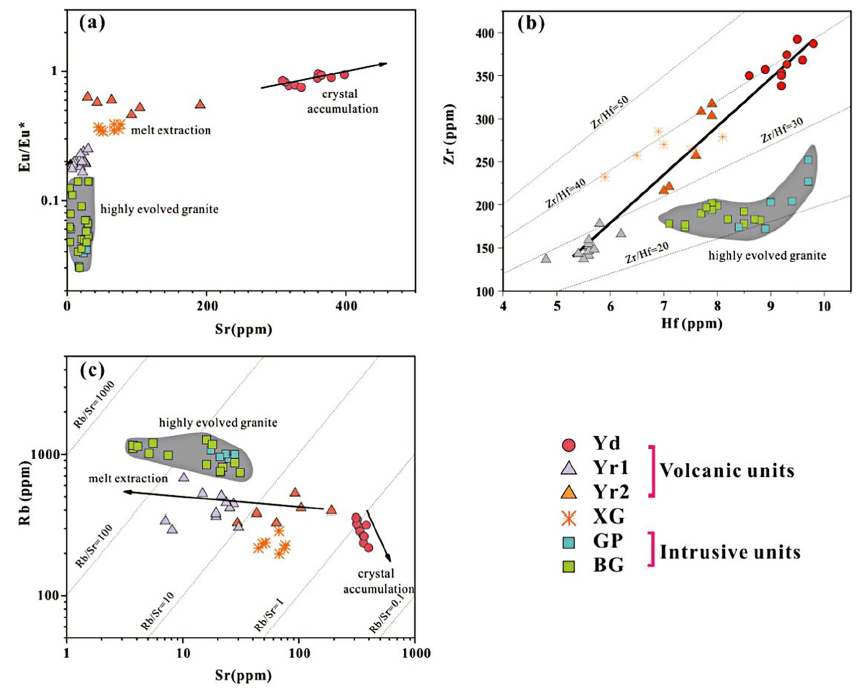 (a)
1
0.1
Eu/Eu*
crystal
accumulation
melt extraction
highly evolved granite
0
200
400
Sr(ppm)
(b)
425
400
350
300
250
200
150
100
Zr (ppm)
Zr/Hf=50
Zr/Hf=40
Zr/Hf=30
Zr/Hf=20
highly evolved granite
4
5
6
7
8
9
10
Hf (ppm)
(c)
1000
100
Rb (ppm)
Rb/Sr=1000
highly evolved granite
melt extraction
Rb/Sr=100
Rb/Sr=10
Rb/Sr=1
crystal
accumulation
Rb/Sr=0.1
1
10
100
1000
Sr(ppm)
Yd
Yr1
Yr2
XG
GP
BG
Volcanic units
Intrusive units